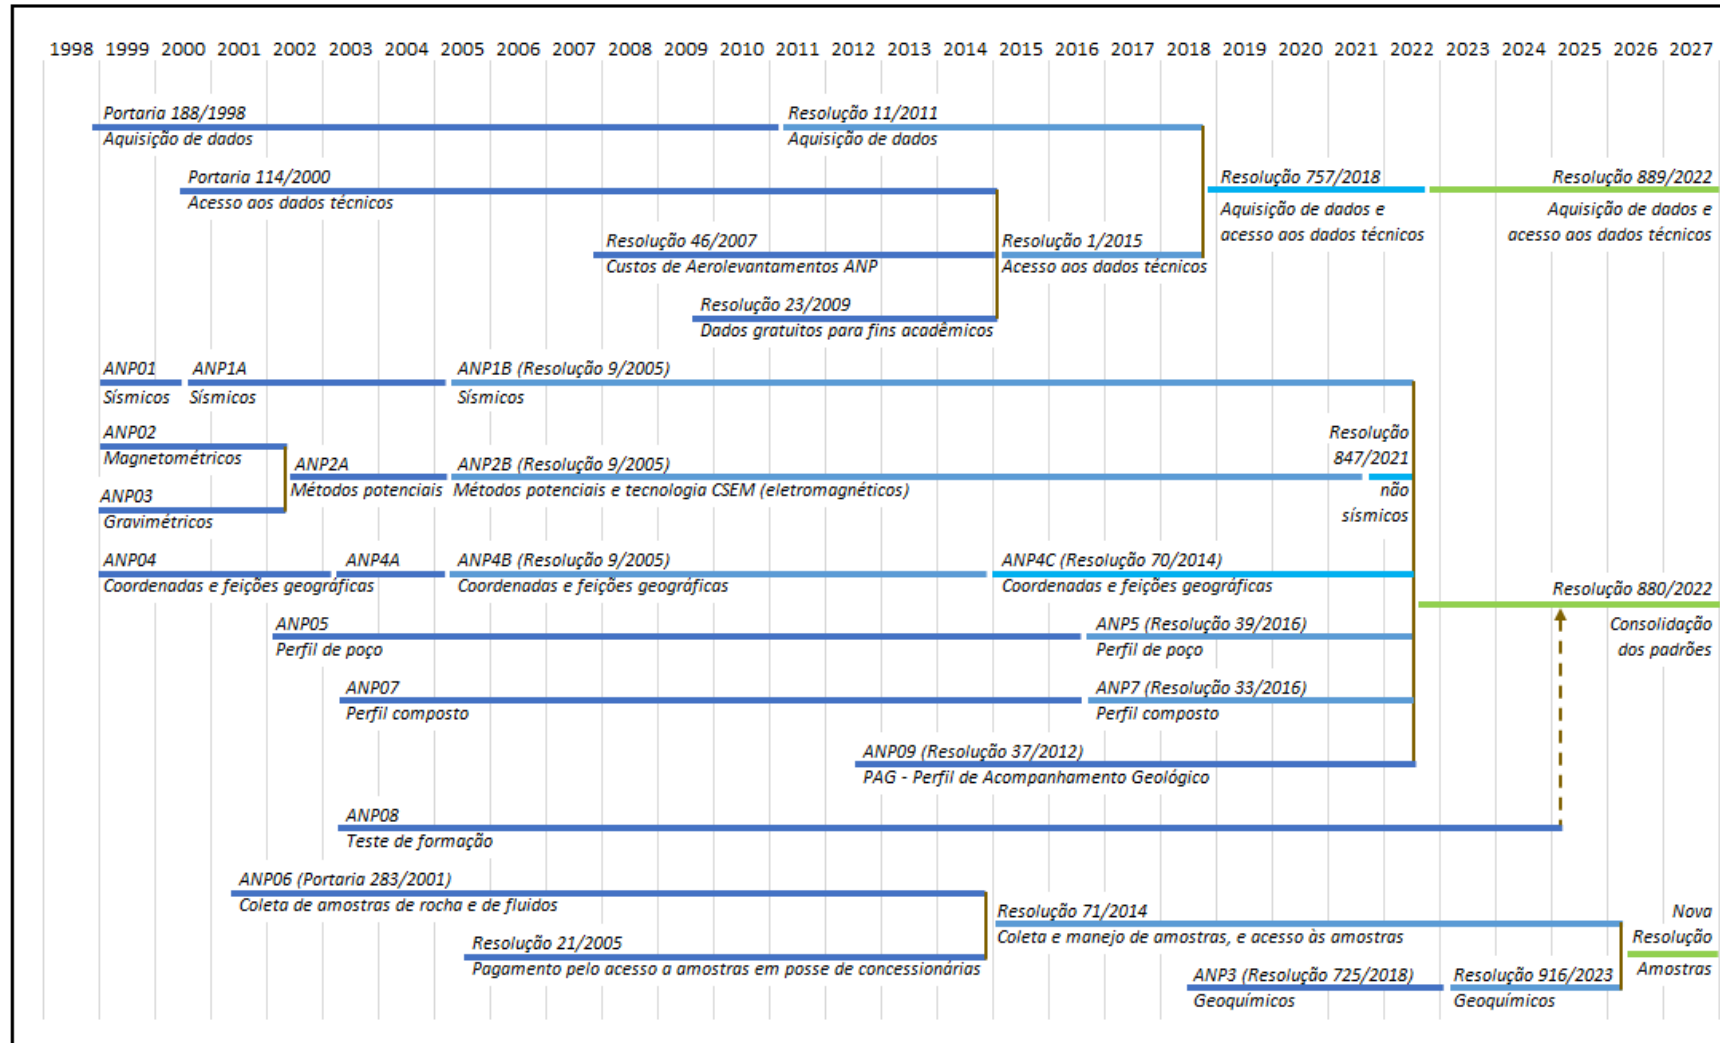 1998 1999 2000 2001 2002 2003 2004 2005 2006 2007 2008 2009 2010 2011 2012 2013 2014 2015 2016 2017 2018 2019 2020 2021 2022 2023 2024 2025 2026 2027
Portaria 188/1998
Aquisição de dados
Resolução 11/2011
Aquisição de dados
Portaria 114/2000
Acesso aos dados técnicos
Resolução 757/2018
Aquisição de dados e
acesso aos dados técnicos
Resolução 889/2022
Aquisição de dados e
acesso aos dados técnicos
Resolução 46/2007
Custos de Aerolevantamentos ANP
Resolução 1/2015
Acesso aos dados técnicos
Resolução 23/2009
Dados gratuitos para fins acadêmicos
ANP01
Sísmicos
ANP1A
Sísmicos
ANP1B (Resolução 9/2005)
Sísmicos
ANP02
Magnetométricos
ANP2A
Métodos potenciais
ANP2B (Resolução 9/2005)
Métodos potenciais e tecnologia CSEM (eletromagnéticos)
Resolução
847/2021
não
sísmicos
ANP03
Gravimétricos
ANP04
Coordenadas e feições geográficas
ANP4A
ANP4B (Resolução 9/2005)
Coordenadas e feições geográficas
ANP4C (Resolução 70/2014)
Coordenadas e feições geográficas
Resolução 880/2022
Consolidação
dos padrões
ANP05
Perfil de poço
ANP5 (Resolução 39/2016)
Perfil de poço
ANP07
Perfil composto
ANP7 (Resolução 33/2016)
Perfil composto
ANP09 (Resolução 37/2012)
PAG - Perfil de Acompanhamento Geológico
ANP08
Teste de formação
ANP06 (Portaria 283/2001)
Coleta de amostras de rocha e de fluidos
Resolução 71/2014
Coleta e manejo de amostras, e acesso às amostras
Nova
Resolução
Amostras
Resolução 21/2005
Pagamento pelo acesso a amostras em posse de concessionárias
ANP3 (Resolução 725/2018)
Geoquímicos
Resolução 916/2023
Geoquímicos